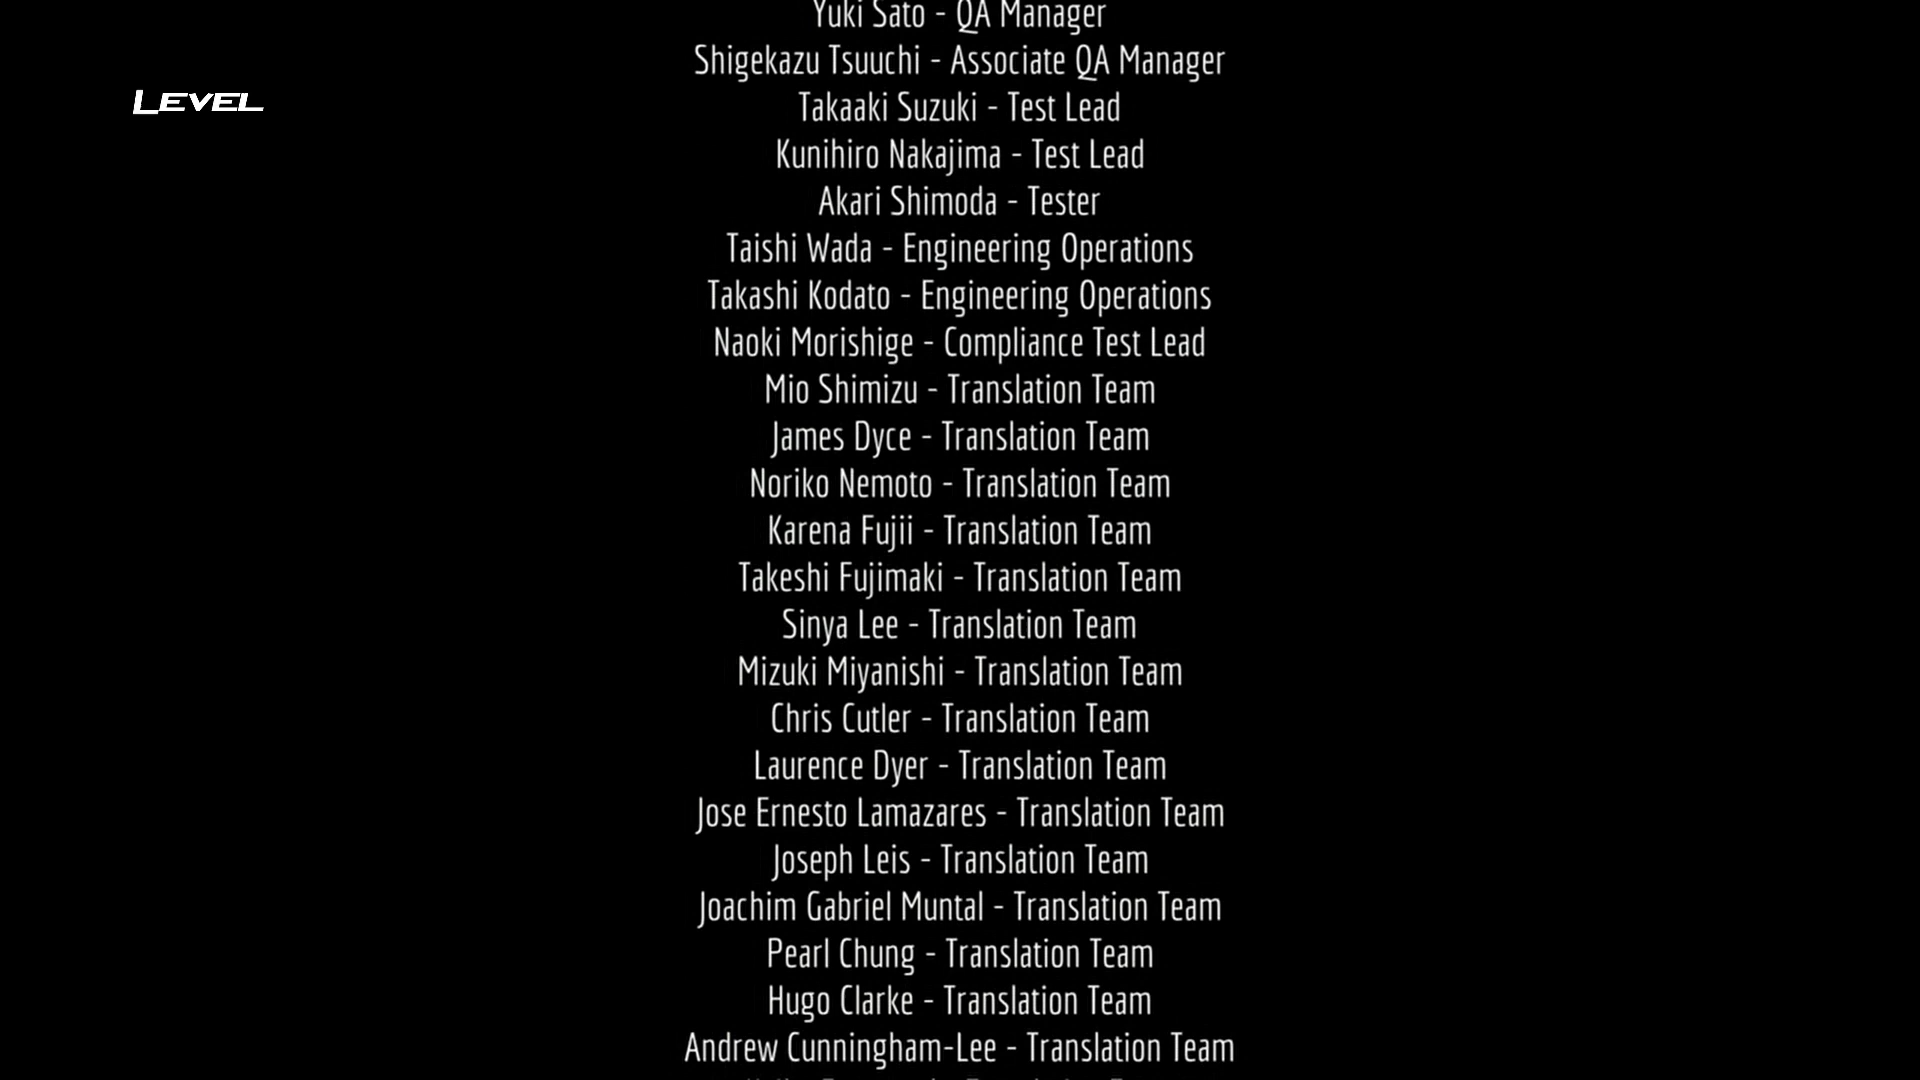 Yuki Sato - QA Manager
Shigekazu Tsuuchi - Associate QA Manager
LEVEL
Takaaki Suzuki - Test Lead
Kunihiro Nakajima - Test Lead
Akari Shimoda - Tester
Taishi Wada - Engineering Operations
Takashi Kodato - Engineering Operations
Naoki Morishige - Compliance Test Lead
Mio Shimizu - Translation Team
James Dyce - Translation Team
Noriko Nemoto - Translation Team
Karena Fujii - Translation Team
Takeshi Fujimaki - Translation Team
Sinya Lee - Translation Team
Mizuki Miyanishi - Translation Team
Chris Cutler - Translation Team
Laurence Dyer - Translation Team
Jose Ernesto Lamazares - Translation Team
Joseph Leis - Translation Team
Joachim Gabriel Muntal - Translation Team
Pearl Chung - Translation Team
Hugo Clarke - Translation Team
Andrew Cunningham-Lee - Translation Team